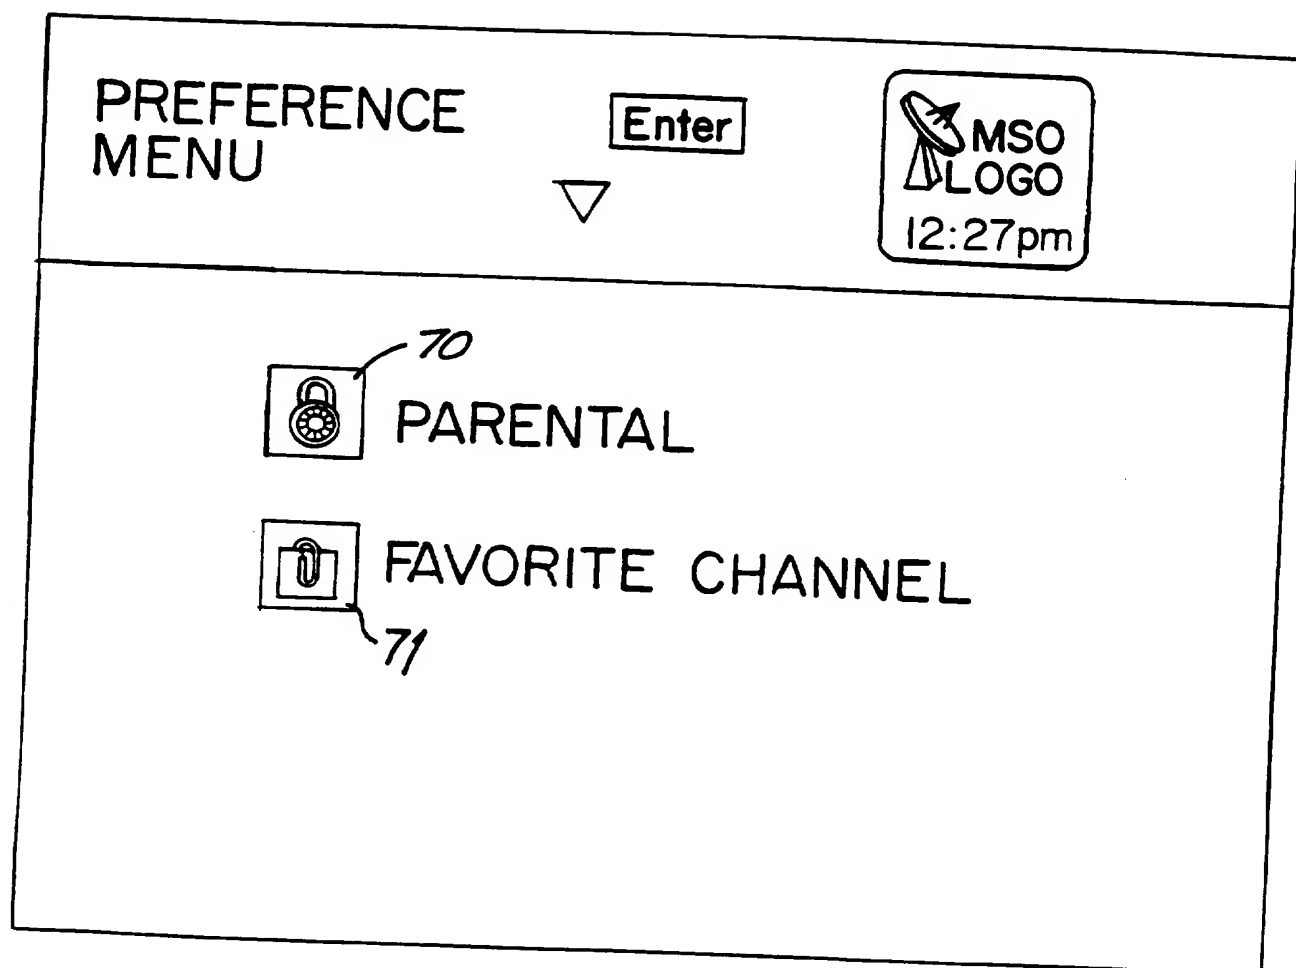 PREFERENCE
MENU
Enter
MSO
LOGO
12:27pm
70
PARENTAL
FAVORITE CHANNEL
71